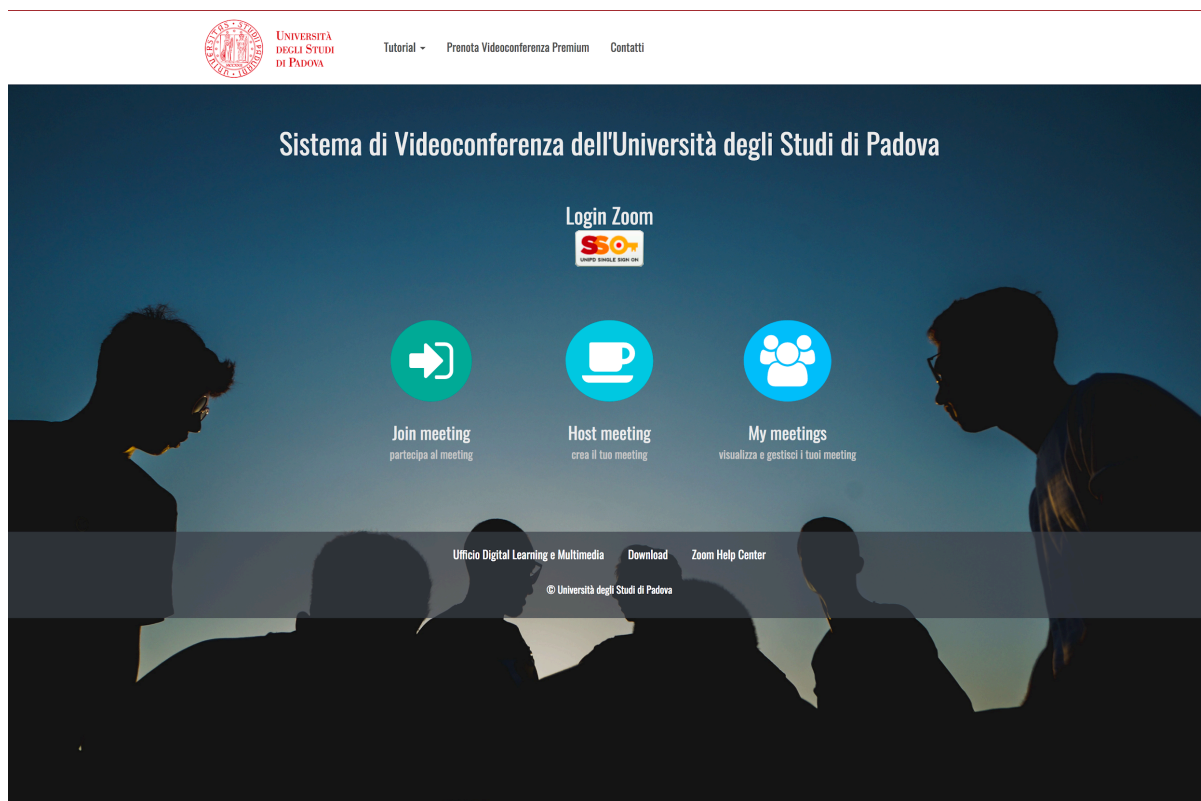 UNIVERSITÀ
DEGLI STUDI
DI PADOVA
Tutorial
Prenota Videoconferenza Premium
Contatti
Sistema di Videoconferenza dell'Università degli Studi di Padova
Login Zoom
SSO
UNIPD SINGLE SIGN ON
Join meeting
partecipa al meeting
Host meeting
crea il tuo meeting
My meetings
visualizza e gestisci i tuoi meeting
Ufficio Digital Learning e Multimedia
Download
Zoom Help Center
© Università degli Studi di Padova